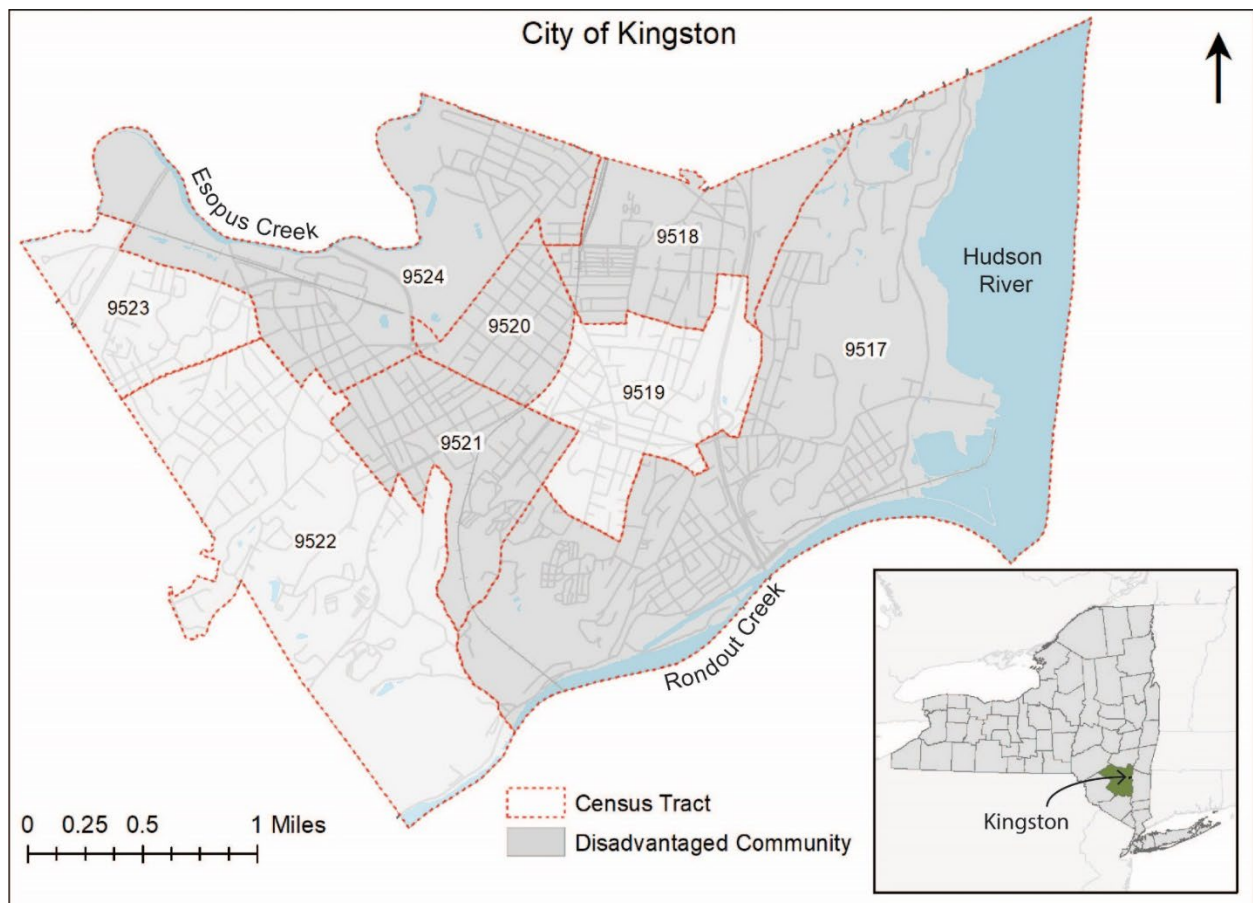 City of Kingston
Esopus Creek
9518
9524
Hudson
River
9523
9520
9517
9519
9521
9522
Rondout Creek
Census Tract
0 0.25 0.5 1 Miles
Disadvantaged Community
Kingston